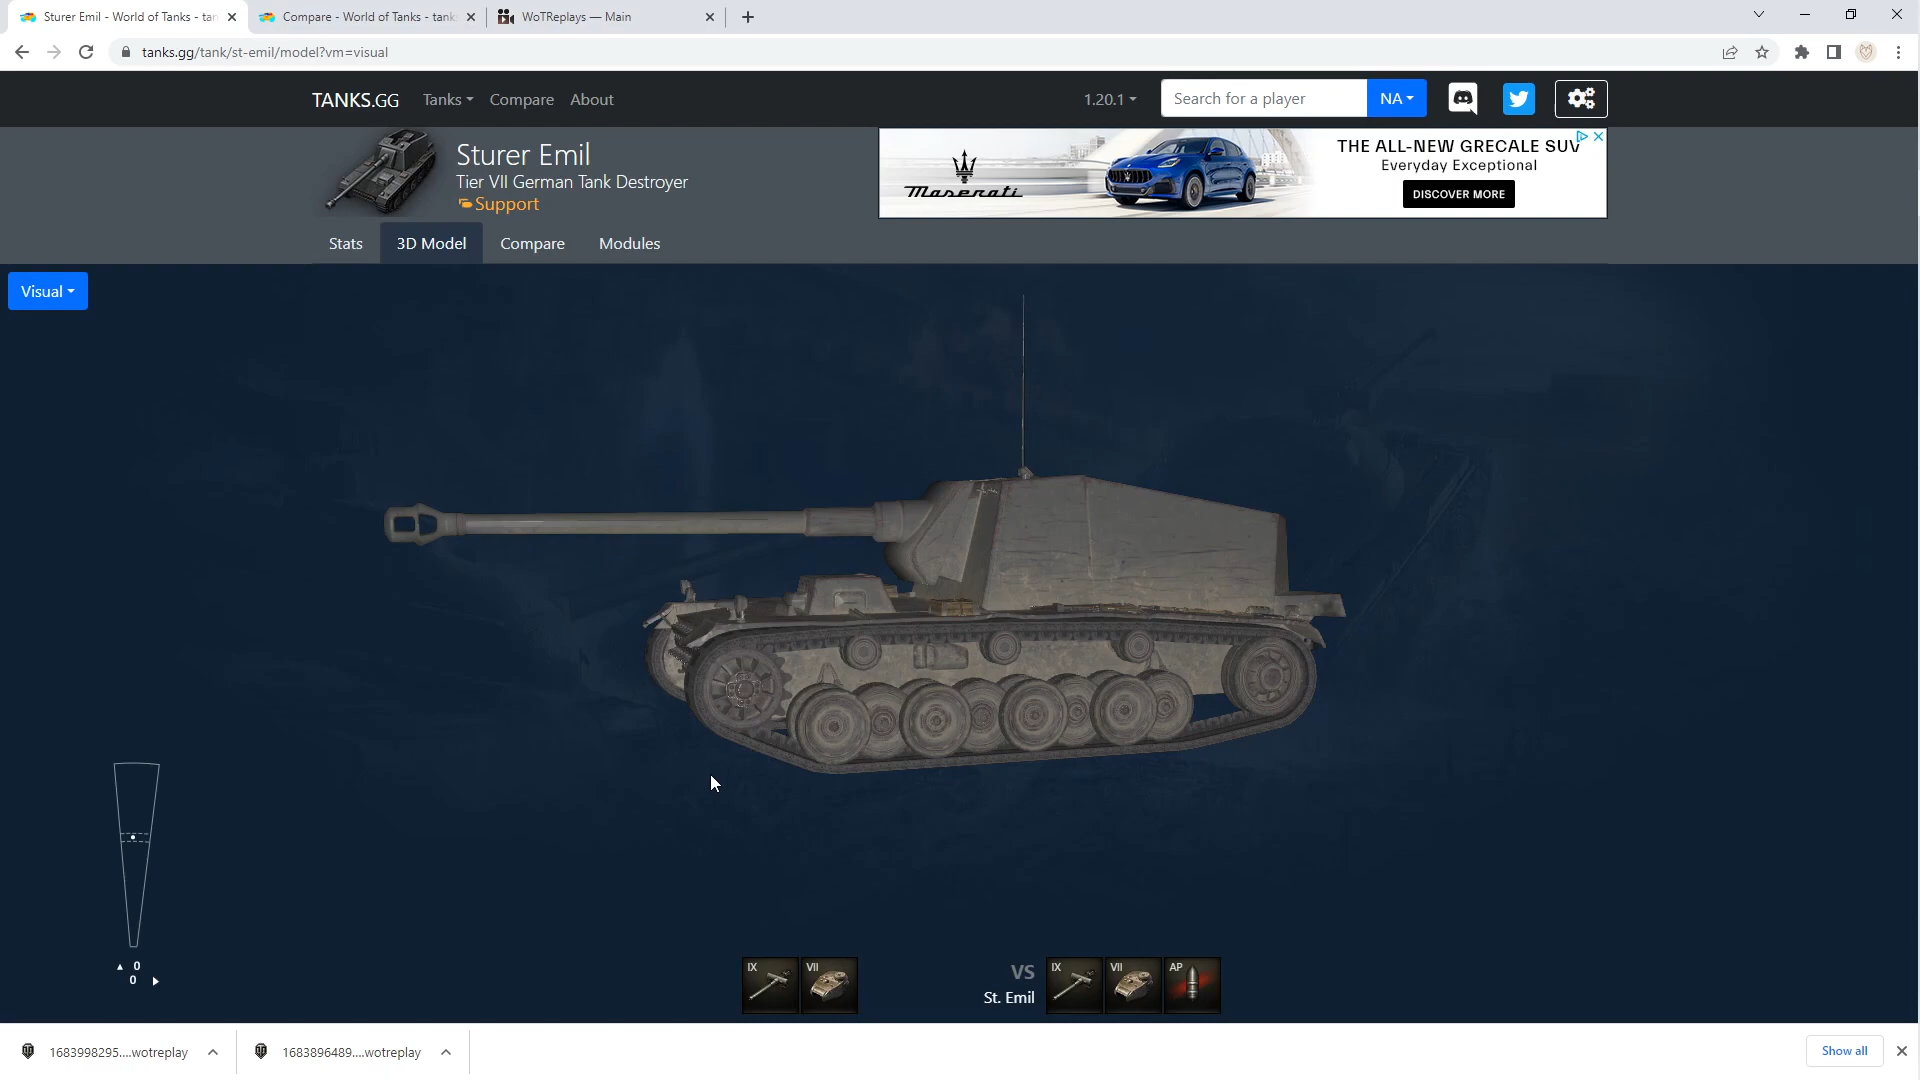 Sturer Emil - World of Tanks - tan
Compare - World of Tanks - tank
WoTReplays — Main
tanks.gg/tank/st-emil/model?vm=visual
TANKS.GG
Tanks
Compare
About
1.20.1
Search for a player
NA
Sturer Emil
Tier VII German Tank Destroyer
Support
Maserati
THE ALL-NEW GRECALE SUV
Everyday Exceptional
DISCOVER MORE
Stats
3D Model
Compare
Modules
Visual
0
0
IX
VII
VS
St. Emil
IX
VII
AP
1683998295....wotreplay
1683896489....wotreplay
Show all